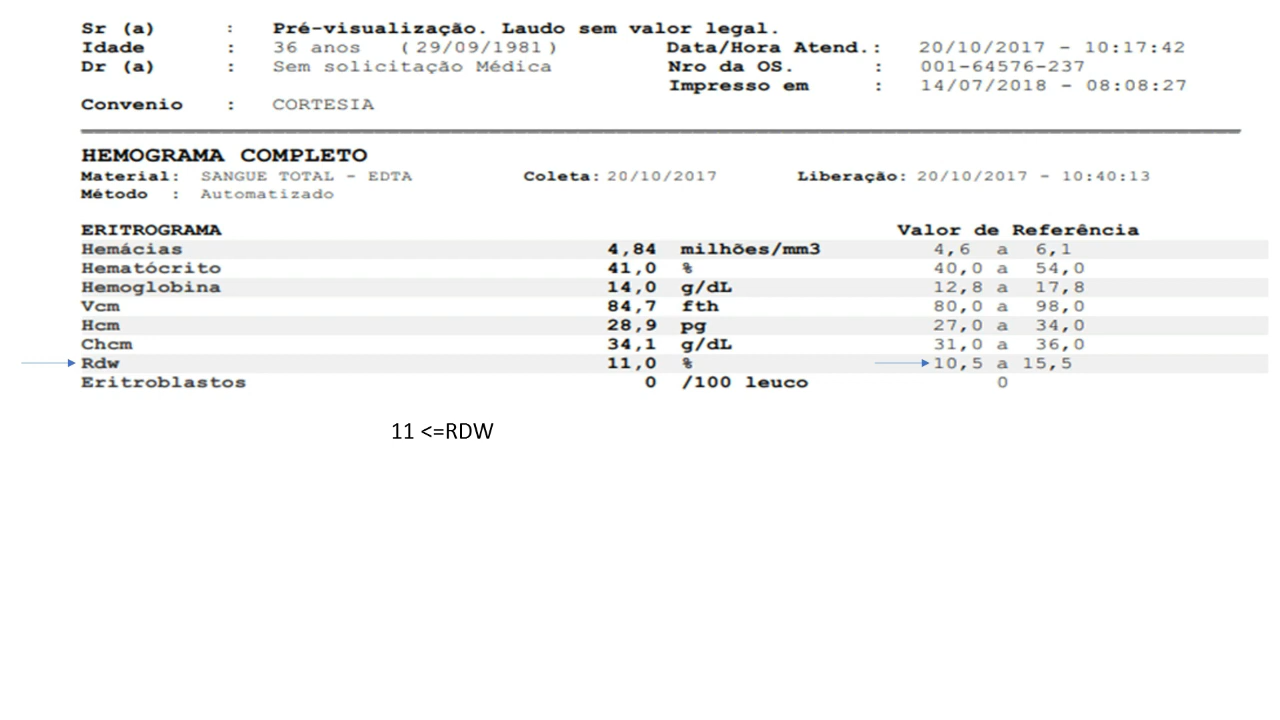 Sr (a) : Pré-visualização. Laudo sem valor legal.
Idade : 36 anos (29/09/1981) Data/Hora Atend.: 20/10/2017 - 10:17:42
Dr (a) : Sem solicitação Médica Nro da OS. : 001-64576-237
Impresso em : 14/07/2018 - 08:08:27
Convenio : CORTESIA
HEMOGRAMA COMPLETO
Material: SANGUE TOTAL - EDTA Coleta: 20/10/2017 Liberação: 20/10/2017 - 10:40:13
Método : Automatizado
ERITROGRAMA Valor de Referência
Hemácias 4,84 milhões/mm3 4,6 a 6,1
Hematócrito 41,0 % 40,0 a 54,0
Hemoglobina 14,0 g/dL 12,8 a 17,8
Vcm 84,7 fth 80,0 a 98,0
Hcm 28,9 pg 27,0 a 34,0
Chcm 34,1 g/dL 31,0 a 36,0
Rdw 11,0 % 10,5 a 15,5
Eritroblastos 0 /100 leuco 0
11 <=RDW